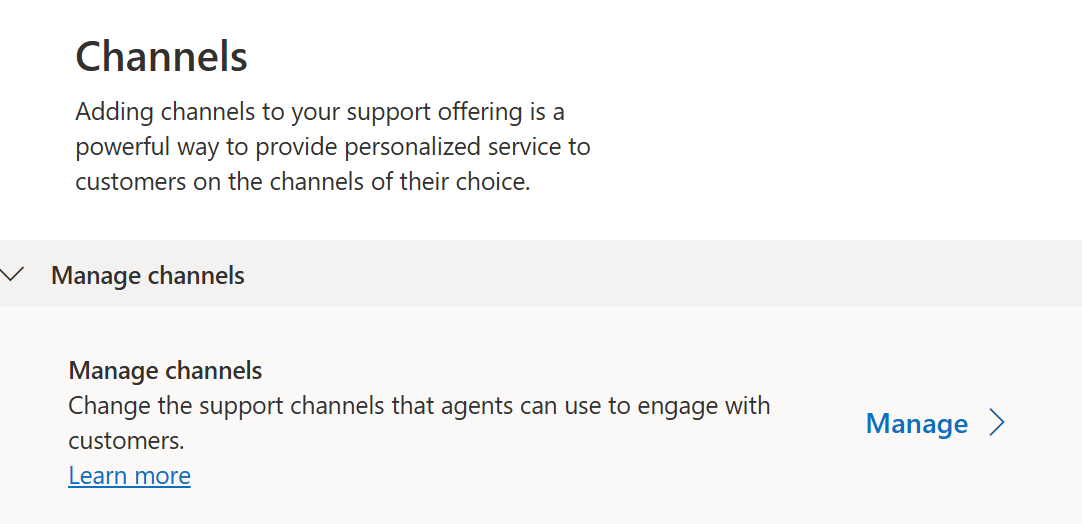 Channels
Adding channels to your support offering is a
powerful way to provide personalized service to
customers on the channels of their choice.
Manage channels
Manage channels
Change the support channels that agents can use to engage with
customers.
Learn more
Manage